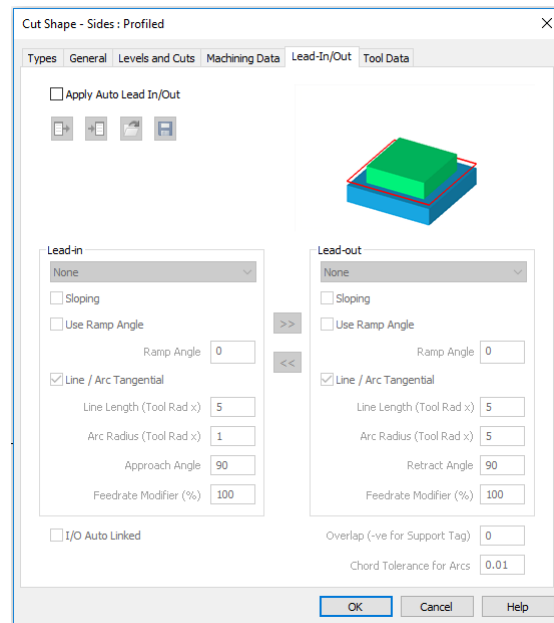 Cut Shape - Sides : Profiled
Types General Levels and Cuts Machining Data Lead-In/Out Tool Data
Apply Auto Lead In/Out
Lead-in
None
Sloping
Use Ramp Angle
Ramp Angle 0
Line / Arc Tangential
Line Length (Tool Rad x) 5
Arc Radius (Tool Rad x) 1
Approach Angle 90
Feedrate Modifier (%) 100
>>
<<
Lead-out
None
Sloping
Use Ramp Angle
Ramp Angle 0
Line / Arc Tangential
Line Length (Tool Rad x) 5
Arc Radius (Tool Rad x) 5
Retract Angle 90
Feedrate Modifier (%) 100
I/O Auto Linked
Overlap (-ve for Support Tag) 0
Chord Tolerance for Arcs 0.01
OK Cancel Help